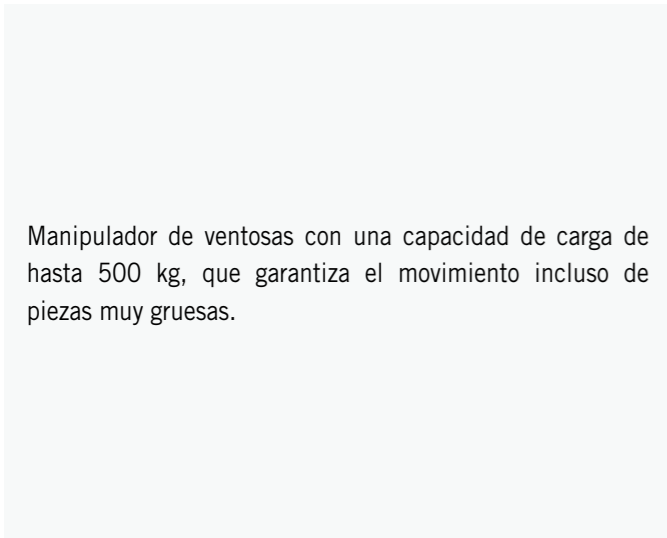 Manipulador de ventosas con una capacidad de carga de
hasta 500 kg, que garantiza el movimiento incluso de
piezas muy gruesas.